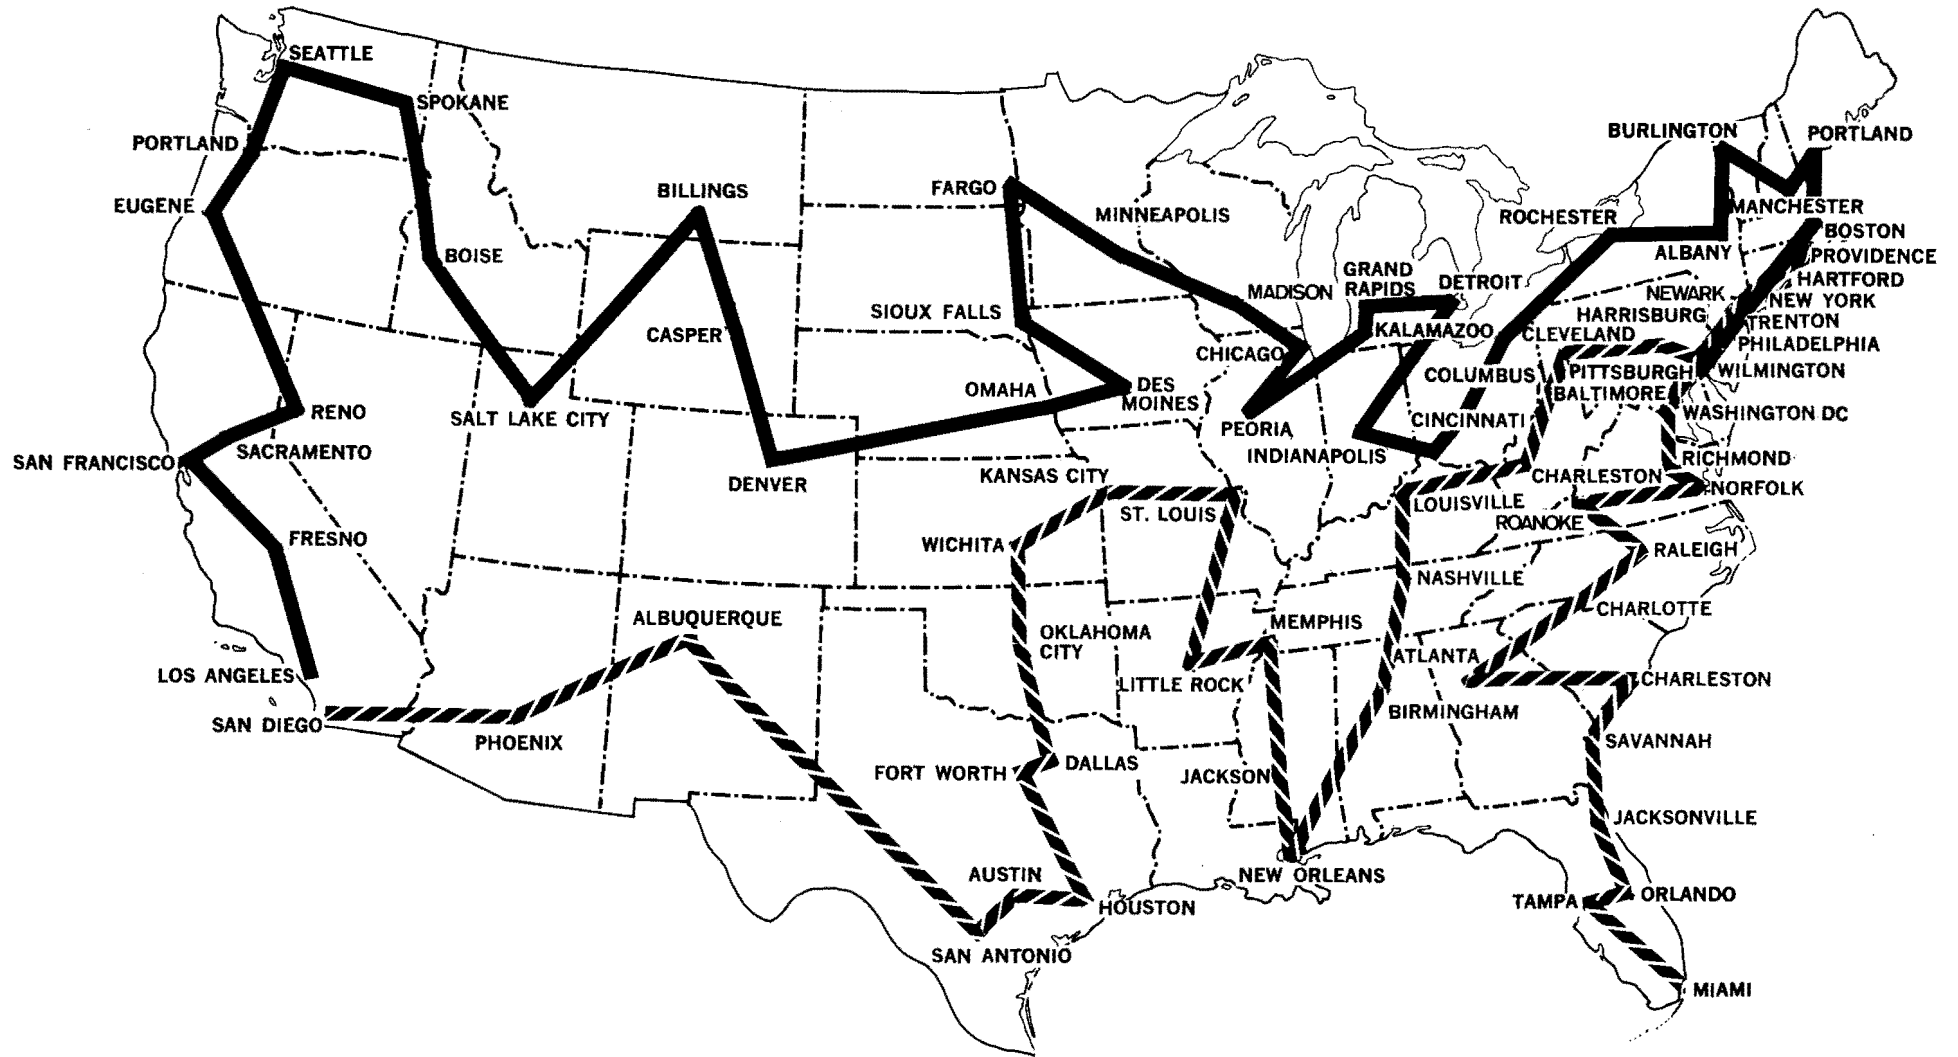 SEATTLE
SPOKANE
PORTLAND
EUGENE
BOISE
BILLINGS
CASPER
SALT LAKE CITY
RENO
SACRAMENTO
SAN FRANCISCO
FRESNO
LOS ANGELES
SAN DIEGO
PHOENIX
ALBUQUERQUE
DENVER
FARGO
MINNEAPOLIS
SIOUX FALLS
OMAHA
DES
MOINES
MADISON
CHICAGO
PEORIA
GRAND
RAPIDS
DETROIT
KALAMAZOO
INDIANAPOLIS
CINCINNATI
COLUMBUS
CLEVELAND
ROCHESTER
ALBANY
BURLINGTON
PORTLAND
MANCHESTER
BOSTON
PROVIDENCE
HARTFORD
NEW YORK
NEWARK
HARRISBURG
TRENTON
PHILADELPHIA
WILMINGTON
PITTSBURGH
BALTIMORE
WASHINGTON DC
RICHMOND
NORFOLK
CHARLESTON
LOUISVILLE
ROANOKE
RALEIGH
NASHVILLE
CHARLOTTE
KANSAS CITY
ST. LOUIS
WICHITA
OKLAHOMA
CITY
MEMPHIS
LITTLE ROCK
ATLANTA
CHARLESTON
BIRMINGHAM
SAVANNAH
FORT WORTH
DALLAS
JACKSON
JACKSONVILLE
AUSTIN
HOUSTON
NEW ORLEANS
SAN ANTONIO
TAMPA
ORLANDO
MIAMI